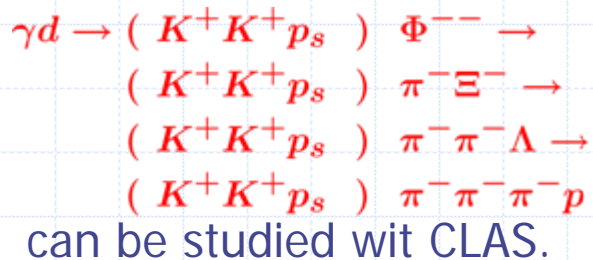 γd → ( K⁺K⁺pₛ ) Φ⁻⁻ →
( K⁺K⁺pₛ ) π⁻Ξ⁻ →
( K⁺K⁺pₛ ) π⁻π⁻Λ →
( K⁺K⁺pₛ ) π⁻π⁻π⁻p
can be studied wit CLAS.